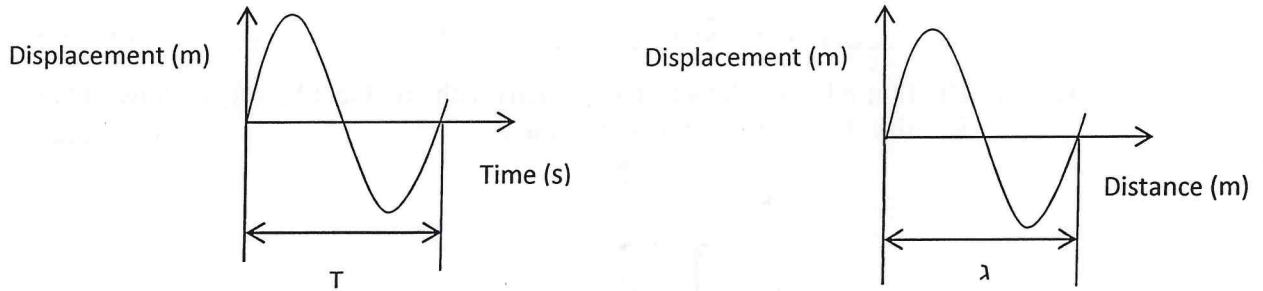 Displacement (m)
Time (s)
T
Displacement (m)
Distance (m)
λ